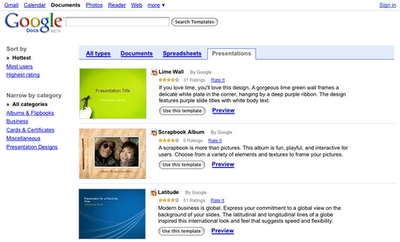 Gmail Calendar Documents Photos Reader Web more ▼ Sign in
Google
Docs BETA
Search Templates
Sort by
Hottest
Most users
Highest rating
Narrow by category
All categories
Albums & Flipbooks
Business
Cards & Certificates
Miscellaneous
Presentation Designs
All types Documents Spreadsheets Presentations
Presentation Title
Lime Wall By Google
31 Ratings Rate It
If you love lime, you'll love this design. A gorgeous lime green wall frames a
delicate white plate in the corner, hanging by a deep purple ribbon. The design
features purple slide titles with white body text.
Use this template Preview
Scrapbook Album By Google
6 Ratings Rate It
A scrapbook is more than pictures. This album is fun, playful, and interactive for
users. Choose from a variety of elements and textures to frame your pictures.
Use this template Preview
Latitude By Google
51 Ratings Rate It
Modern business is global. Express your commitment to a global view on the
background of your slides. The latitudinal and longitudinal lines of a globe
inspired this international look and feel that suggests speed and flexibility.
Use this template Preview